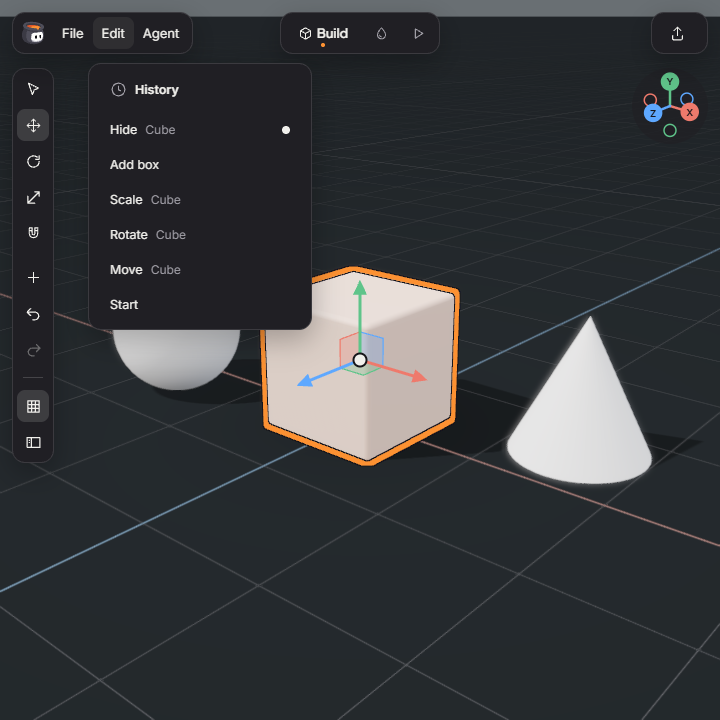 File Edit Agent
Build
History
Hide Cube
Add box
Scale Cube
Rotate Cube
Move Cube
Start
Y
Z X